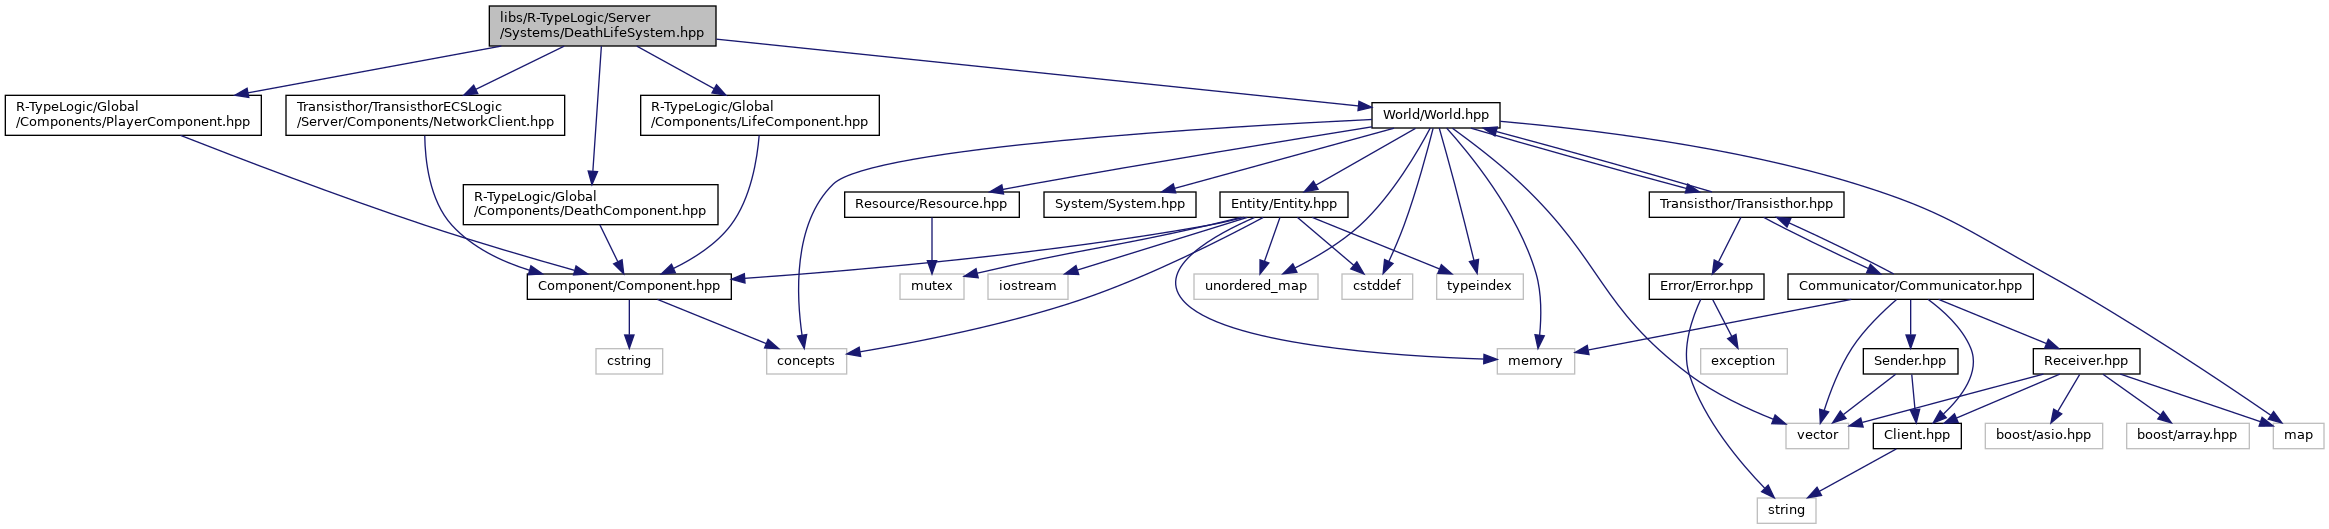 libs/R-TypeLogic/Server
/Systems/DeathLifeSystem.hpp
R-TypeLogic/Global
/Components/PlayerComponent.hpp
Transisthor/TransisthorECSLogic
/Server/Components/NetworkClient.hpp
R-TypeLogic/Global
/Components/LifeComponent.hpp
World/World.hpp
R-TypeLogic/Global
/Components/DeathComponent.hpp
Resource/Resource.hpp
System/System.hpp
Entity/Entity.hpp
Transisthor/Transisthor.hpp
Component/Component.hpp
mutex
iostream
unordered_map
cstddef
typeindex
Error/Error.hpp
Communicator/Communicator.hpp
cstring
concepts
memory
exception
Sender.hpp
Receiver.hpp
vector
Client.hpp
boost/asio.hpp
boost/array.hpp
map
string